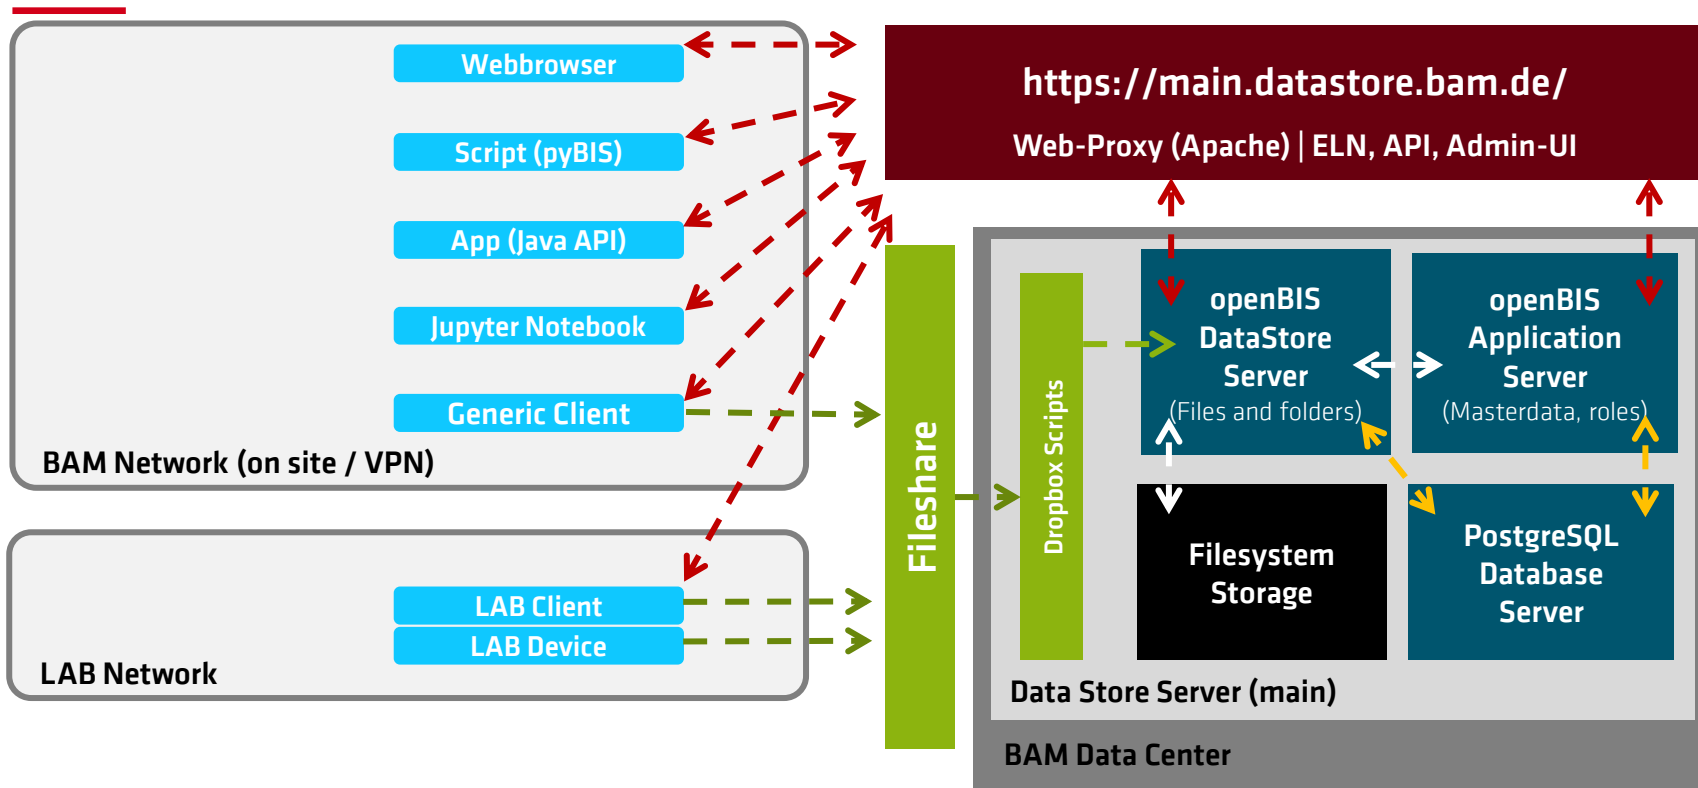 Webbrowser
Script (pyBIS)
App (Java API)
Jupyter Notebook
Generic Client
BAM Network (on site / VPN)
LAB Client
LAB Device
LAB Network
https://main.datastore.bam.de/
Web-Proxy (Apache) | ELN, API, Admin-UI
Fileshare
Dropbox Scripts
openBIS
DataStore
Server
(Files and folders)
openBIS
Application
Server
(Masterdata, roles)
Filesystem
Storage
PostgreSQL
Database
Server
Data Store Server (main)
BAM Data Center